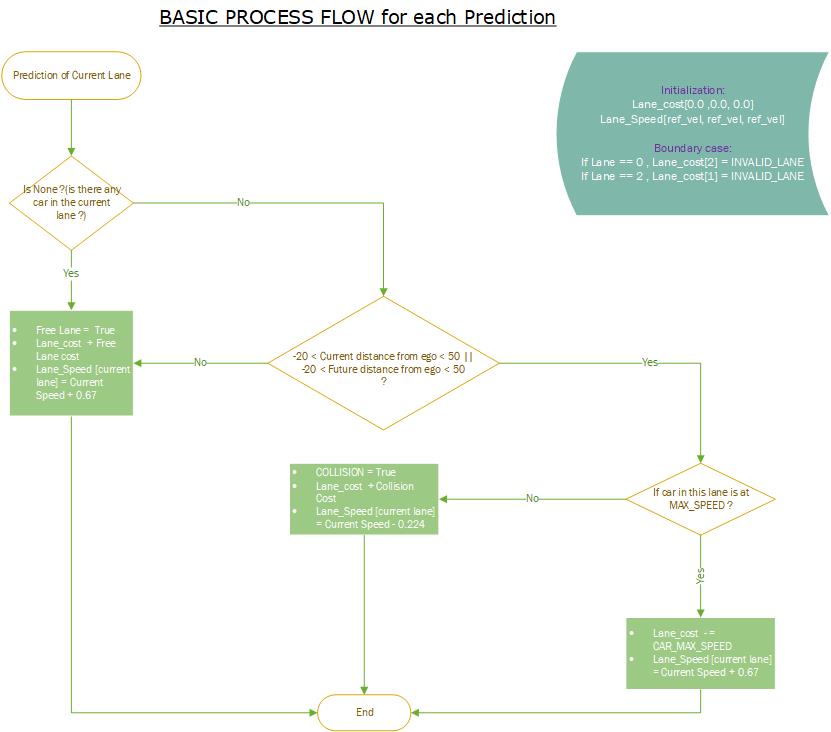 BASIC PROCESS FLOW for each Prediction
Prediction of Current Lane
Initialization:
Lane_cost[0.0 ,0.0, 0.0]
Lane_Speed[ref_vel, ref_vel, ref_vel]
Boundary case:
If Lane == 0 , Lane_cost[2] = INVALID_LANE
If Lane == 2 , Lane_cost[1] = INVALID_LANE
Is None?(is there any
car in the current
lane ?)
No
Yes
• Free Lane = True
• Lane_cost + Free
Lane cost
• Lane_Speed [current
lane] = Current
Speed + 0.67
No
-20 < Current distance from ego < 50 ||
-20 < Future distance from ego < 50
?
Yes
• COLLISION = True
• Lane_cost + Collision
Cost
• Lane_Speed [current lane]
= Current Speed - 0.224
No
If car in this lane is at
MAX_SPEED ?
Yes
• Lane_cost -=
CAR_MAX_SPEED
• Lane_Speed [current lane]
= Current Speed + 0.67
End